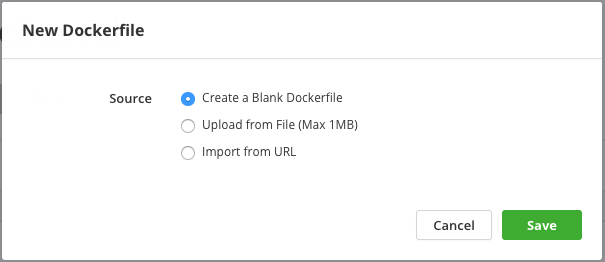 New Dockerfile
Source
Create a Blank Dockerfile
Upload from File (Max 1MB)
Import from URL
Cancel
Save